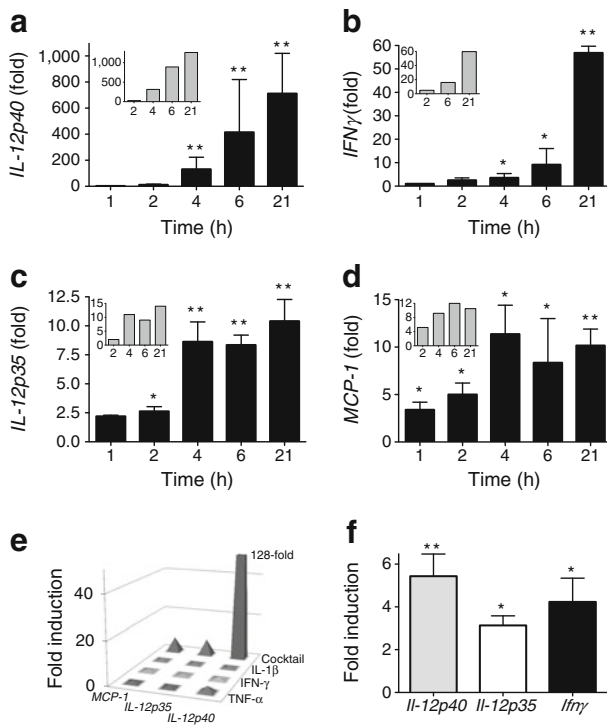 a
IL-12p40 (fold)
1,000
800
600
400
200
0
1 2 4 6 21
Time (h)
** ** **
1,000
500
0
2 4 6 21
b
IFNγ (fold)
60
50
40
30
20
10
0
1 2 4 6 21
Time (h)
* * **
60
40
20
0
2 6 21
c
IL-12p35 (fold)
12.5
10.0
7.5
5.0
2.5
0.0
1 2 4 6 21
Time (h)
* ** ** **
15
10
5
0
2 4 6 21
d
MCP-1 (fold)
15
10
5
0
1 2 4 6 21
Time (h)
* * * * **
12
8
4
0
2 4 6 21
e
Fold induction
40
20
0
128-fold
Cocktail
IL-1β
IFN-γ
TNF-α
MCP-1
IL-12p35
IL-12p40
f
Fold induction
6
4
2
0
** * *
Il-12p40 Il-12p35 Ifnγ